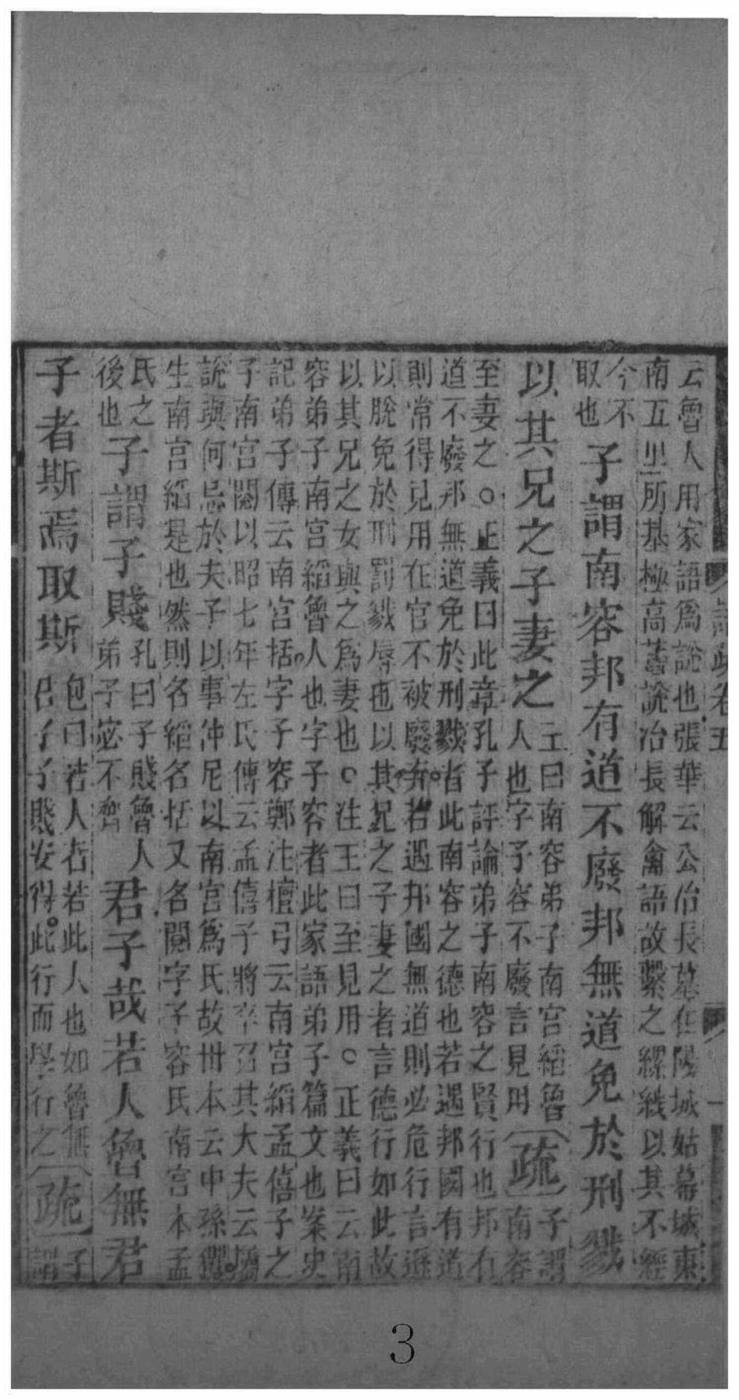 語疏卷五
一
云魯人用家語爲說也張華云公冶長墓在陽城姑幕城東
南五里所基極高舊說冶長解禽語故繫之縲絏以其不經
今不
取也
子謂南容邦有道不廢邦無道免於刑戮
以其兄之子妻之
王曰南容弟子南宮縚魯
人也字子容不廢言見用
疏
子謂南容
至妻之○正義曰此章孔子評論弟子南容之賢行也邦有
道不廢邦無道免於刑戮者此南容之德也若遇邦國有道
則常得見用在官不被廢弃若遇邦國無道則必危行言遜
以脫免於刑罰戮辱也以其兄之子妻之者言德行如此故
以其兄之女與之爲妻也○注王曰至見用○正義曰云南
容弟子南宮縚魯人也字子容者此家語弟子篇文也案史
記弟子傳云南宮括字子容鄭注檀弓云南宮縚孟僖子之
子南宮閱以昭七年左氏傳云孟僖子將卒召其大夫云屬
說與何忌於夫子以事仲尼以南宮爲氏故世本云中孫貜
生南宮縚是也然則名縚名括又名閱字子容氏南宮本孟
氏之
後也
子謂子賤
孔曰子賤魯人
弟子宓不齊
君子哉若人魯無君
子者斯焉取斯
包曰若人者若此人也如魯無
君子子賤安得此行而學行之
疏
子
謂
3